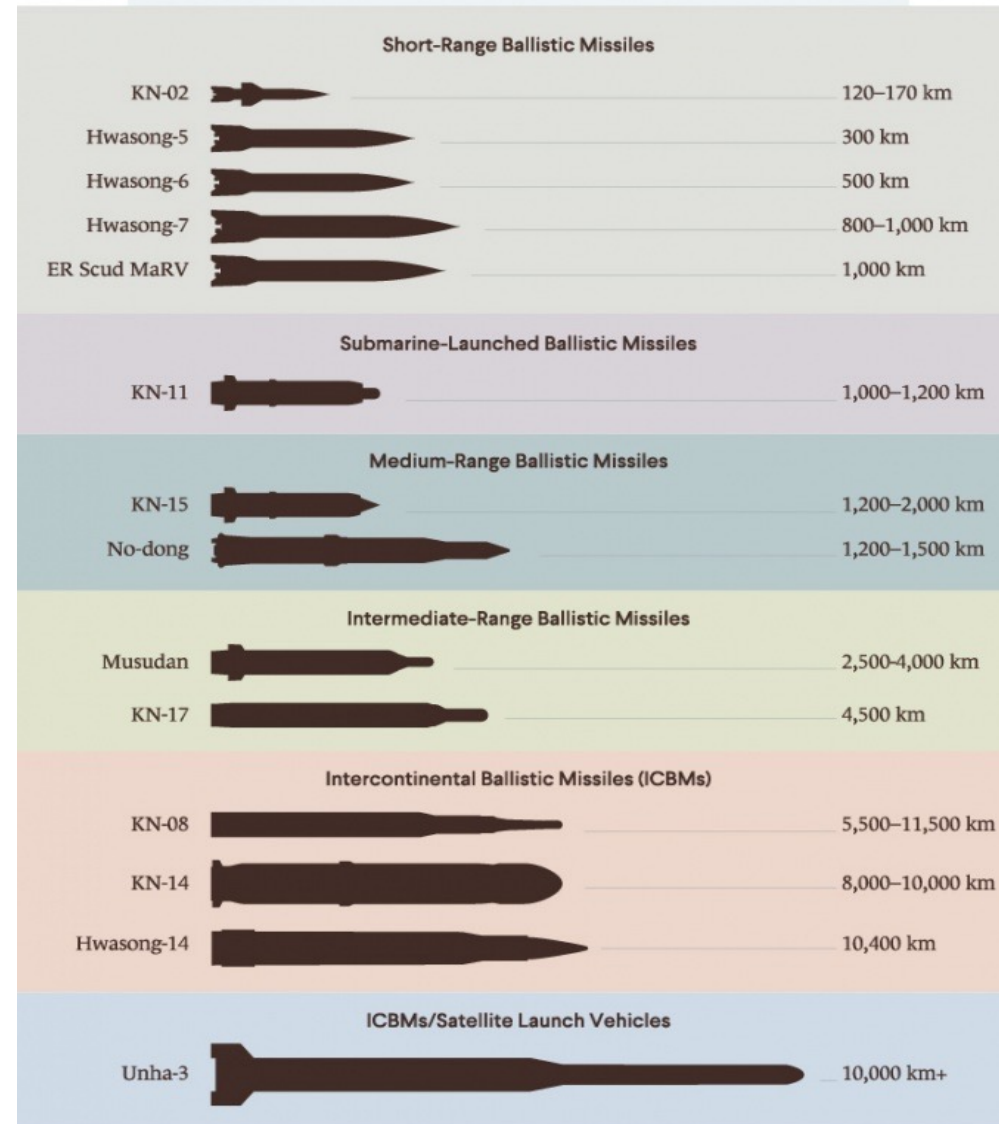 Short-Range Ballistic Missiles
KN-02 120–170 km
Hwasong-5 300 km
Hwasong-6 500 km
Hwasong-7 800–1,000 km
ER Scud MaRV 1,000 km
Submarine-Launched Ballistic Missiles
KN-11 1,000–1,200 km
Medium-Range Ballistic Missiles
KN-15 1,200–2,000 km
No-dong 1,200–1,500 km
Intermediate-Range Ballistic Missiles
Musudan 2,500-4,000 km
KN-17 4,500 km
Intercontinental Ballistic Missiles (ICBMs)
KN-08 5,500–11,500 km
KN-14 8,000–10,000 km
Hwasong-14 10,400 km
ICBMs/Satellite Launch Vehicles
Unha-3 10,000 km+